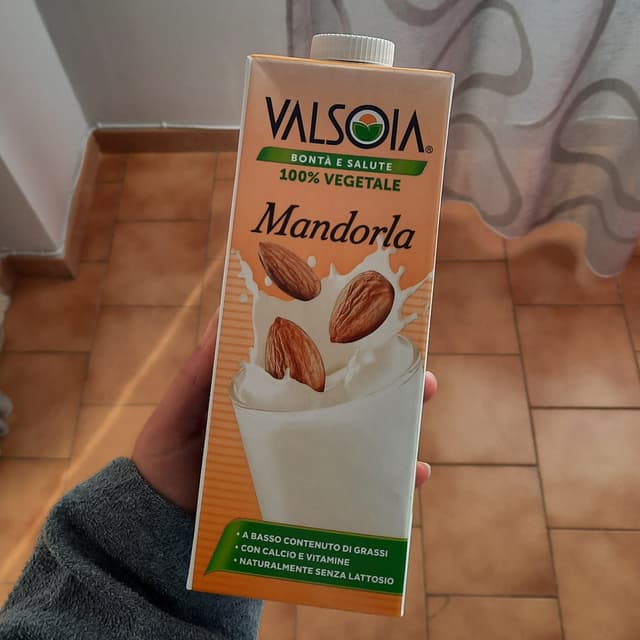 VALSOIA®
BONTÀ E SALUTE
100% VEGETALE
Mandorla
• A BASSO CONTENUTO DI GRASSI
• CON CALCIO E VITAMINE
• NATURALMENTE SENZA LATTOSIO